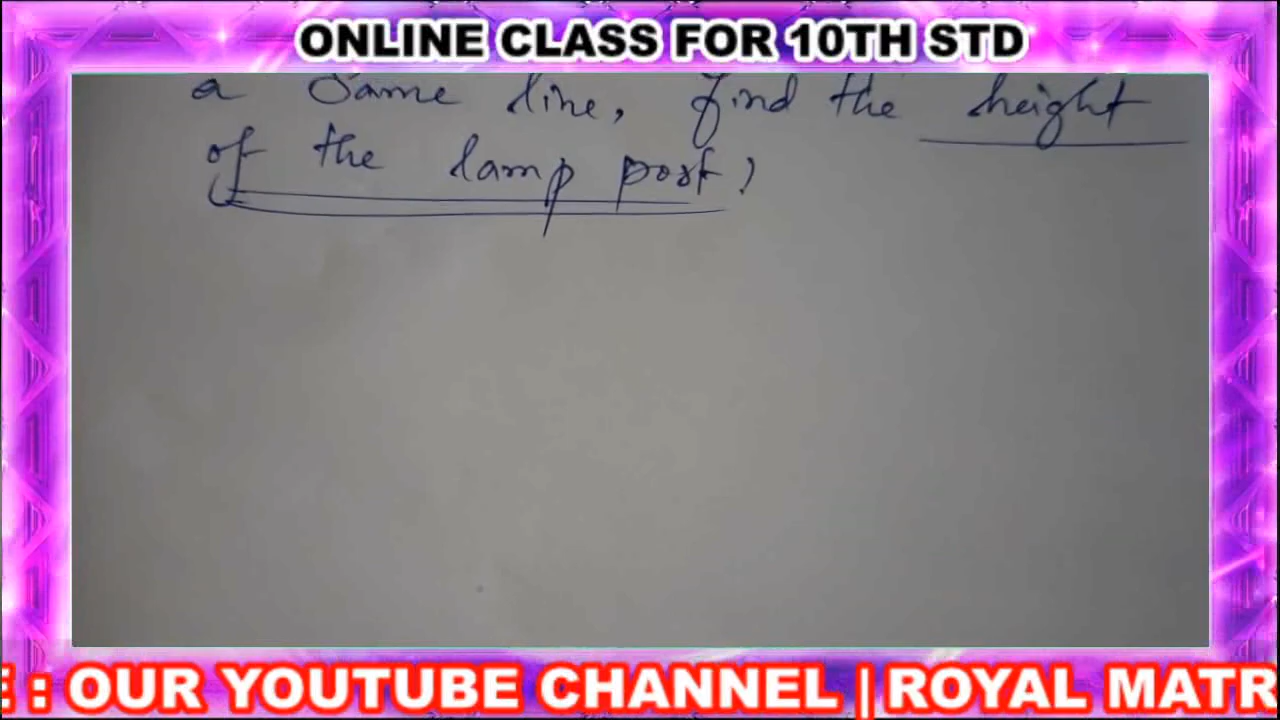 ONLINE CLASS FOR 10TH STD
a same line, find the height
of the lamp post?
E : OUR YOUTUBE CHANNEL | ROYAL MATR